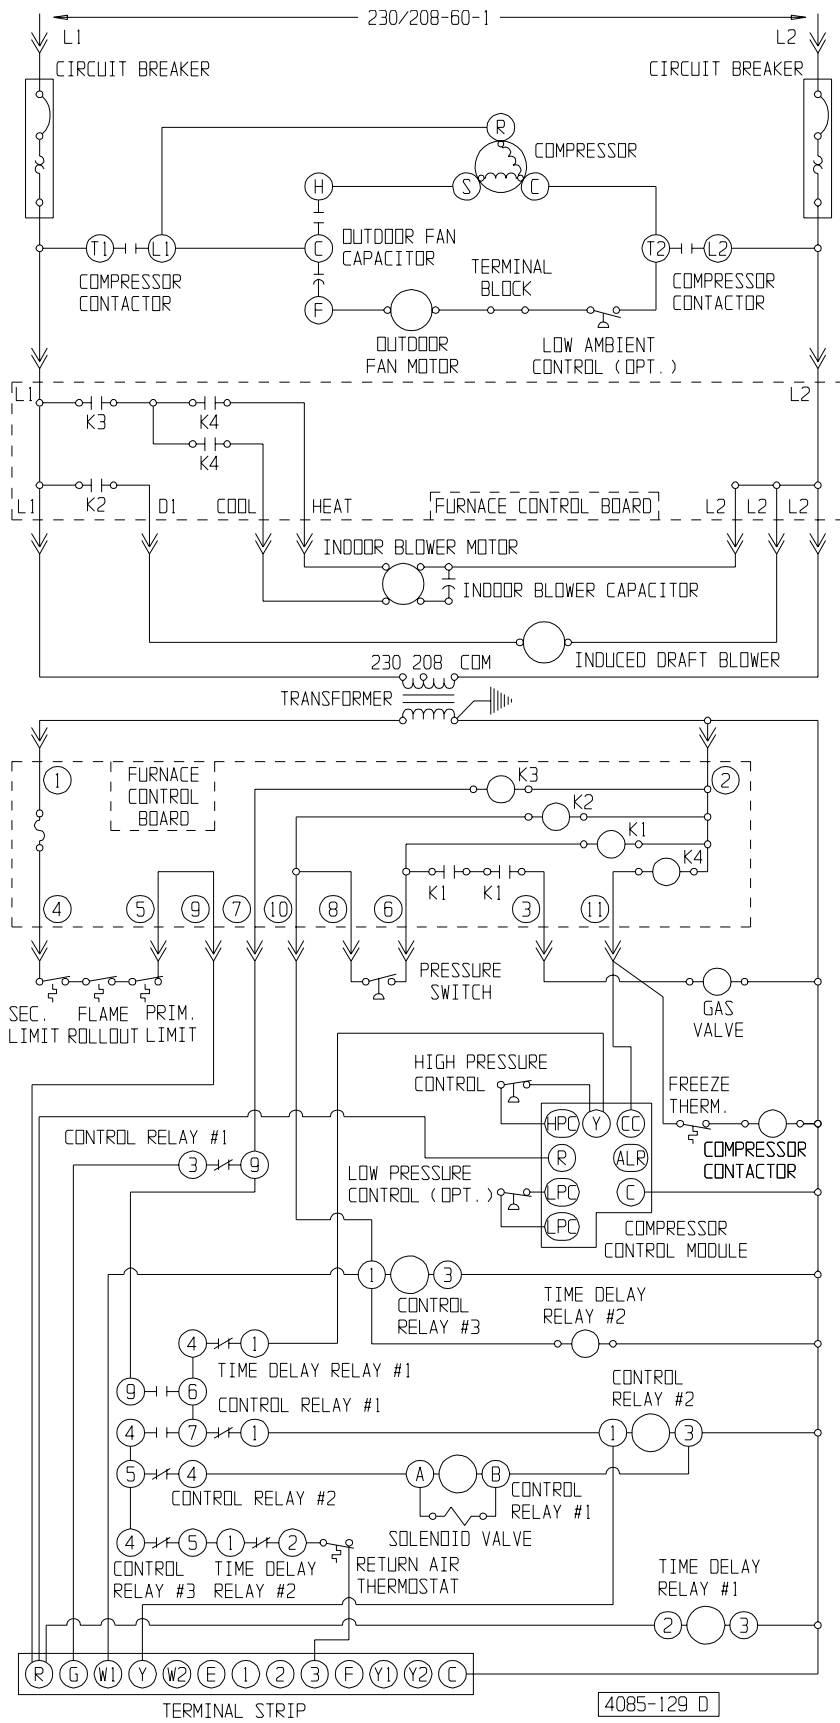 230/208-60-1
L1
L2
CIRCUIT BREAKER
CIRCUIT BREAKER
R
COMPRESSOR
H
S
C
T1
L1
C
OUTDOOR FAN
CAPACITOR
T2
L2
COMPRESSOR
CONTACTOR
TERMINAL
BLOCK
COMPRESSOR
CONTACTOR
F
OUTDOOR
FAN MOTOR
LOW AMBIENT
CONTROL (OPT.)
L1
L2
K3
K4
K4
L1
K2
D1
COOL
HEAT
FURNACE CONTROL BOARD
L2
L2
L2
INDOOR BLOWER MOTOR
INDOOR BLOWER CAPACITOR
INDUCED DRAFT BLOWER
230 208 COM
TRANSFORMER
1
FURNACE
CONTROL
BOARD
K3
2
K2
K1
K4
K1
K1
4
5
9
7
10
8
6
3
11
PRESSURE
SWITCH
SEC.
LIMIT
FLAME
ROLLOUT
PRIM.
LIMIT
GAS
VALVE
HIGH PRESSURE
CONTROL
FREEZE
THERM.
HPC
Y
CC
CONTROL RELAY #1
3
9
R
ALR
COMPRESSOR
CONTACTOR
LOW PRESSURE
CONTROL (OPT.)
LPC
C
LPC
COMPRESSOR
CONTROL MODULE
1
3
CONTROL
RELAY #3
TIME DELAY
RELAY #2
4
1
TIME DELAY RELAY #1
9
6
CONTROL RELAY #1
CONTROL
RELAY #2
4
7
1
1
3
5
4
A
B
CONTROL RELAY #2
CONTROL
RELAY #1
SOLENOID VALVE
4
5
1
2
CONTROL
RELAY #3
TIME DELAY
RELAY #2
RETURN AIR
THERMOSTAT
TIME DELAY
RELAY #1
2
3
R
G
W1
Y
W2
E
1
2
3
F
Y1
Y2
C
TERMINAL STRIP
4085-129 D